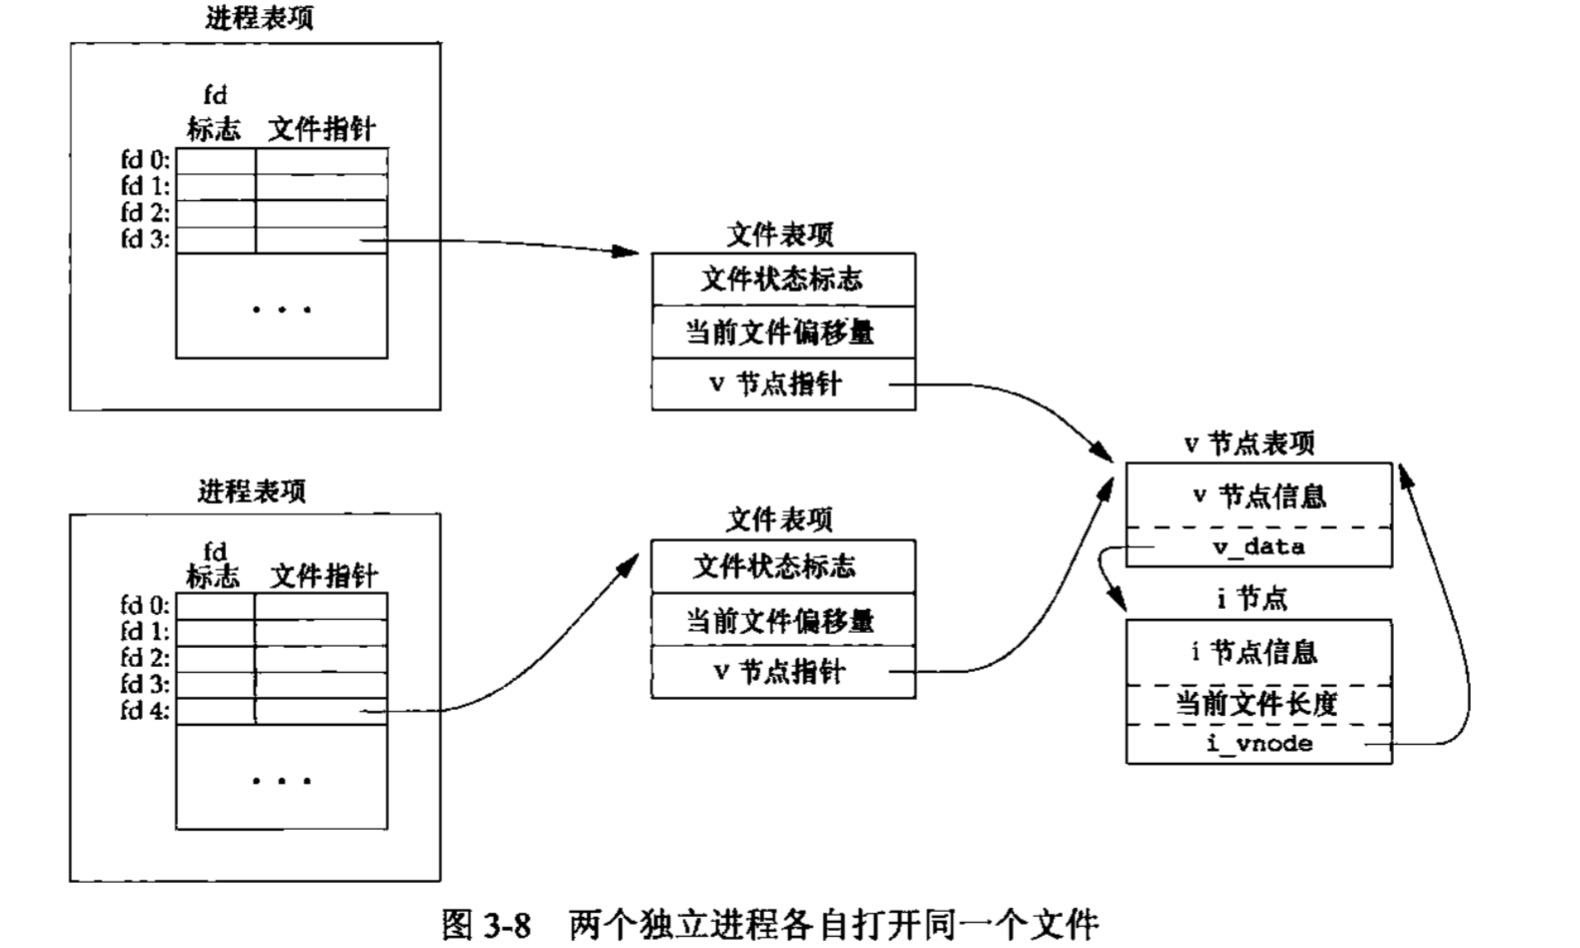 进程表项
fd
标志 文件指针
fd 0:
fd 1:
fd 2:
fd 3:
· · ·
文件表项
文件状态标志
当前文件偏移量
v 节点指针
进程表项
fd
标志 文件指针
fd 0:
fd 1:
fd 2:
fd 3:
fd 4:
· · ·
文件表项
文件状态标志
当前文件偏移量
v 节点指针
v 节点表项
v 节点信息
v_data
i 节点
i 节点信息
当前文件长度
i_vnode
图 3-8 两个独立进程各自打开同一个文件